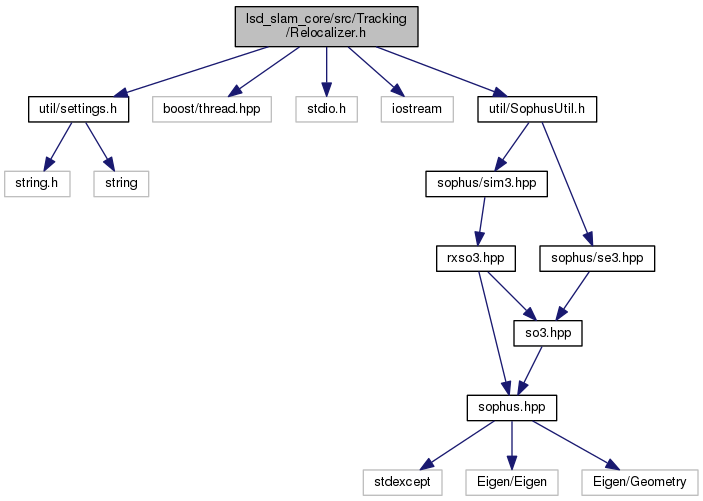 lsd_slam_core/src/Tracking
/Relocalizer.h
util/settings.h
boost/thread.hpp
stdio.h
iostream
util/SophusUtil.h
string.h
string
sophus/sim3.hpp
rxso3.hpp
sophus/se3.hpp
so3.hpp
sophus.hpp
stdexcept
Eigen/Eigen
Eigen/Geometry